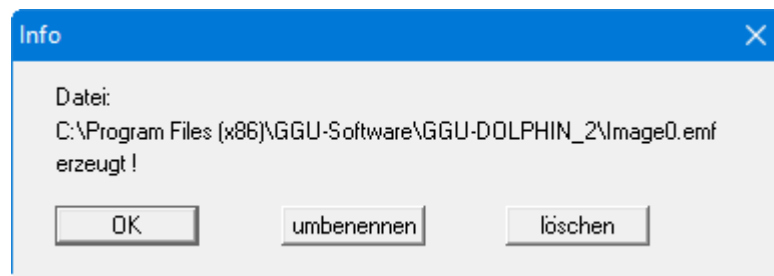 Info
Datei:
C:\Program Files (x86)\GGU-Software\GGU-DOLPHIN_2\Image0.emf
erzeugt !
OK umbenennen löschen